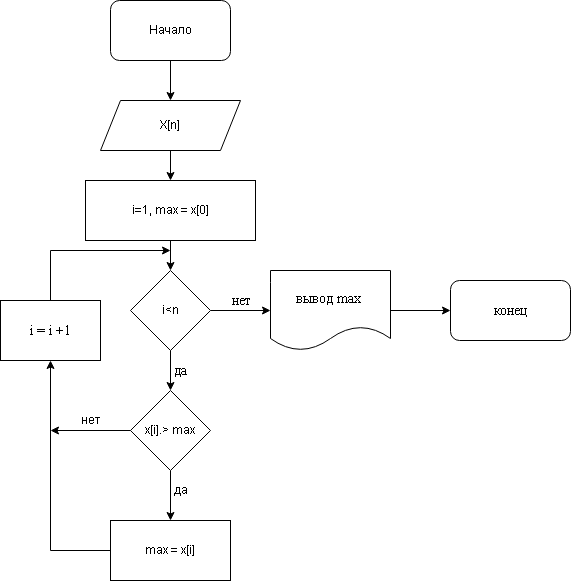 Начало
X[n]
i=1, max = x[0]
i<n
нет
вывод max
конец
i = i +1
да
x[i].> max
нет
да
max = x[i]